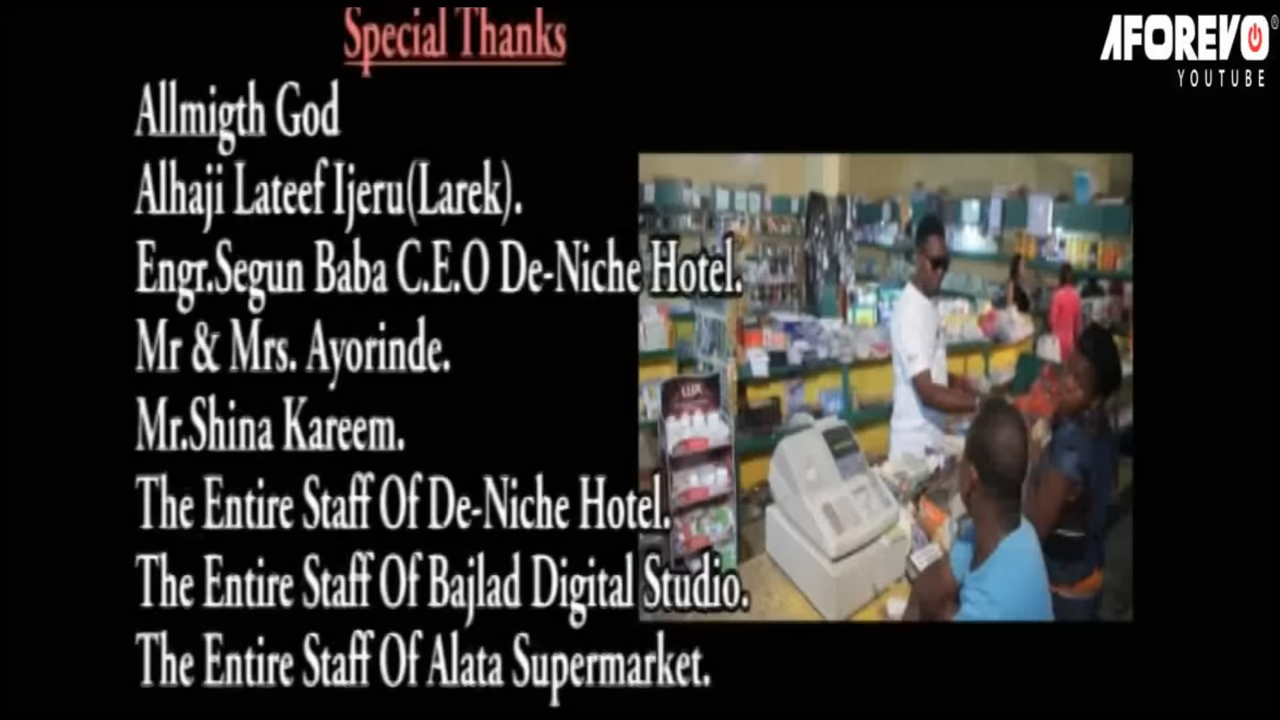 Special Thanks
AFOREVO®
YOUTUBE
Allmigth God
Alhaji Lateef Ijeru(Larek).
Engr.Segun Baba C.E.O De-Niche Hotel.
Mr & Mrs. Ayorinde.
Mr.Shina Kareem.
LUX
The Entire Staff Of De-Niche Hotel.
The Entire Staff Of Bajlad Digital Studio.
The Entire Staff Of Alata Supermarket.